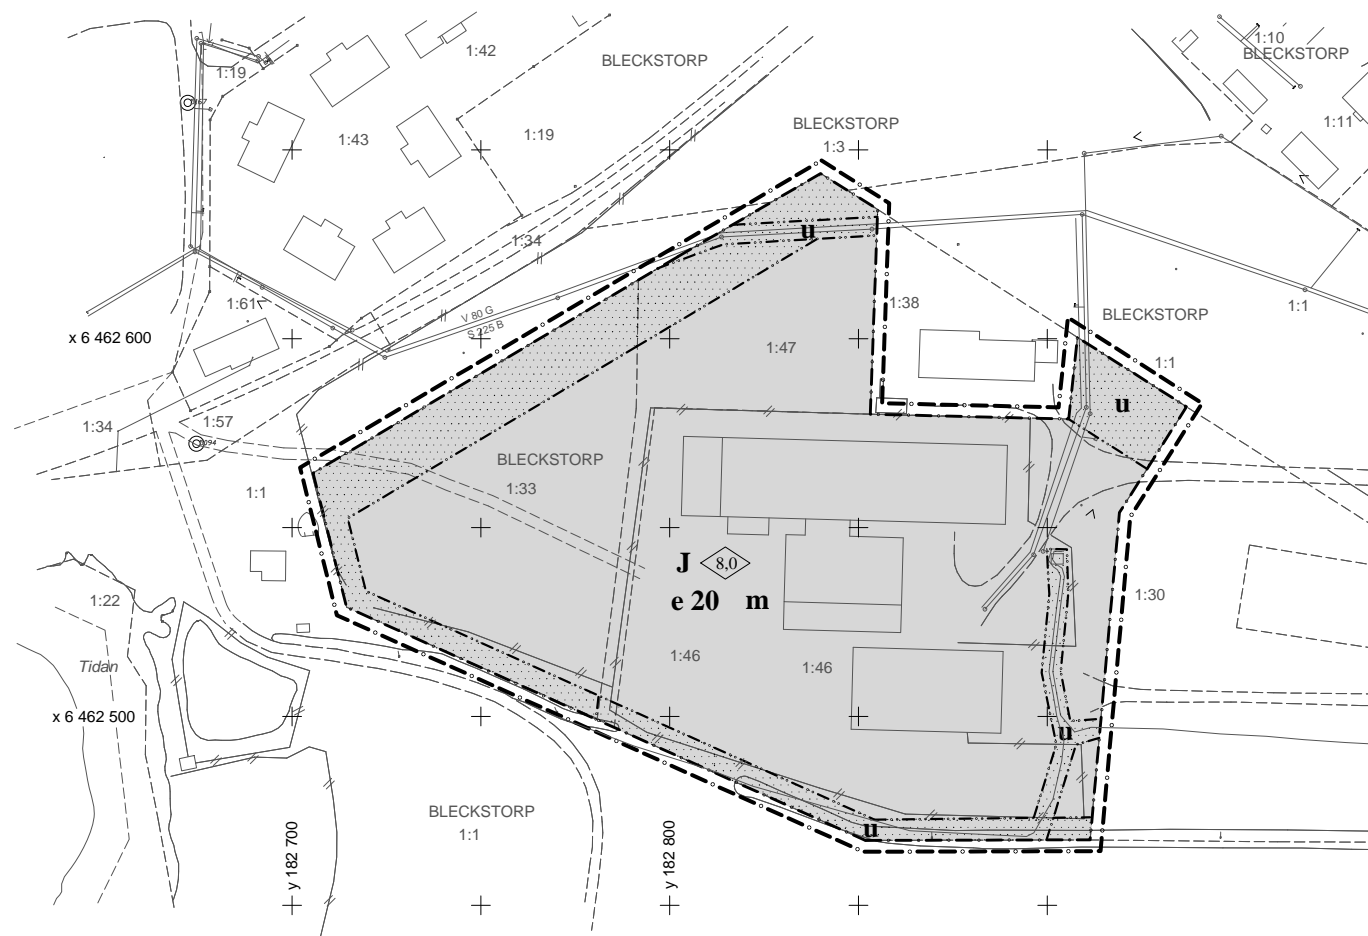 1:42
1:10
BLECKSTORP
BLECKSTORP
1:19
1:11
BLECKSTORP
1:43
1:19
1:3
u
1:34
1:61
1:38
1:1
V 80 G
BLECKSTORP
S 225 B
x 6 462 600
1:47
1:1
u
1:57
1:34
BLECKSTORP
1:33
1:1
J 8,0
e 20 m
1:22
1:30
1:46
1:46
Tidan
x 6 462 500
u
BLECKSTORP
1:1
u
y 182 700
y 182 800